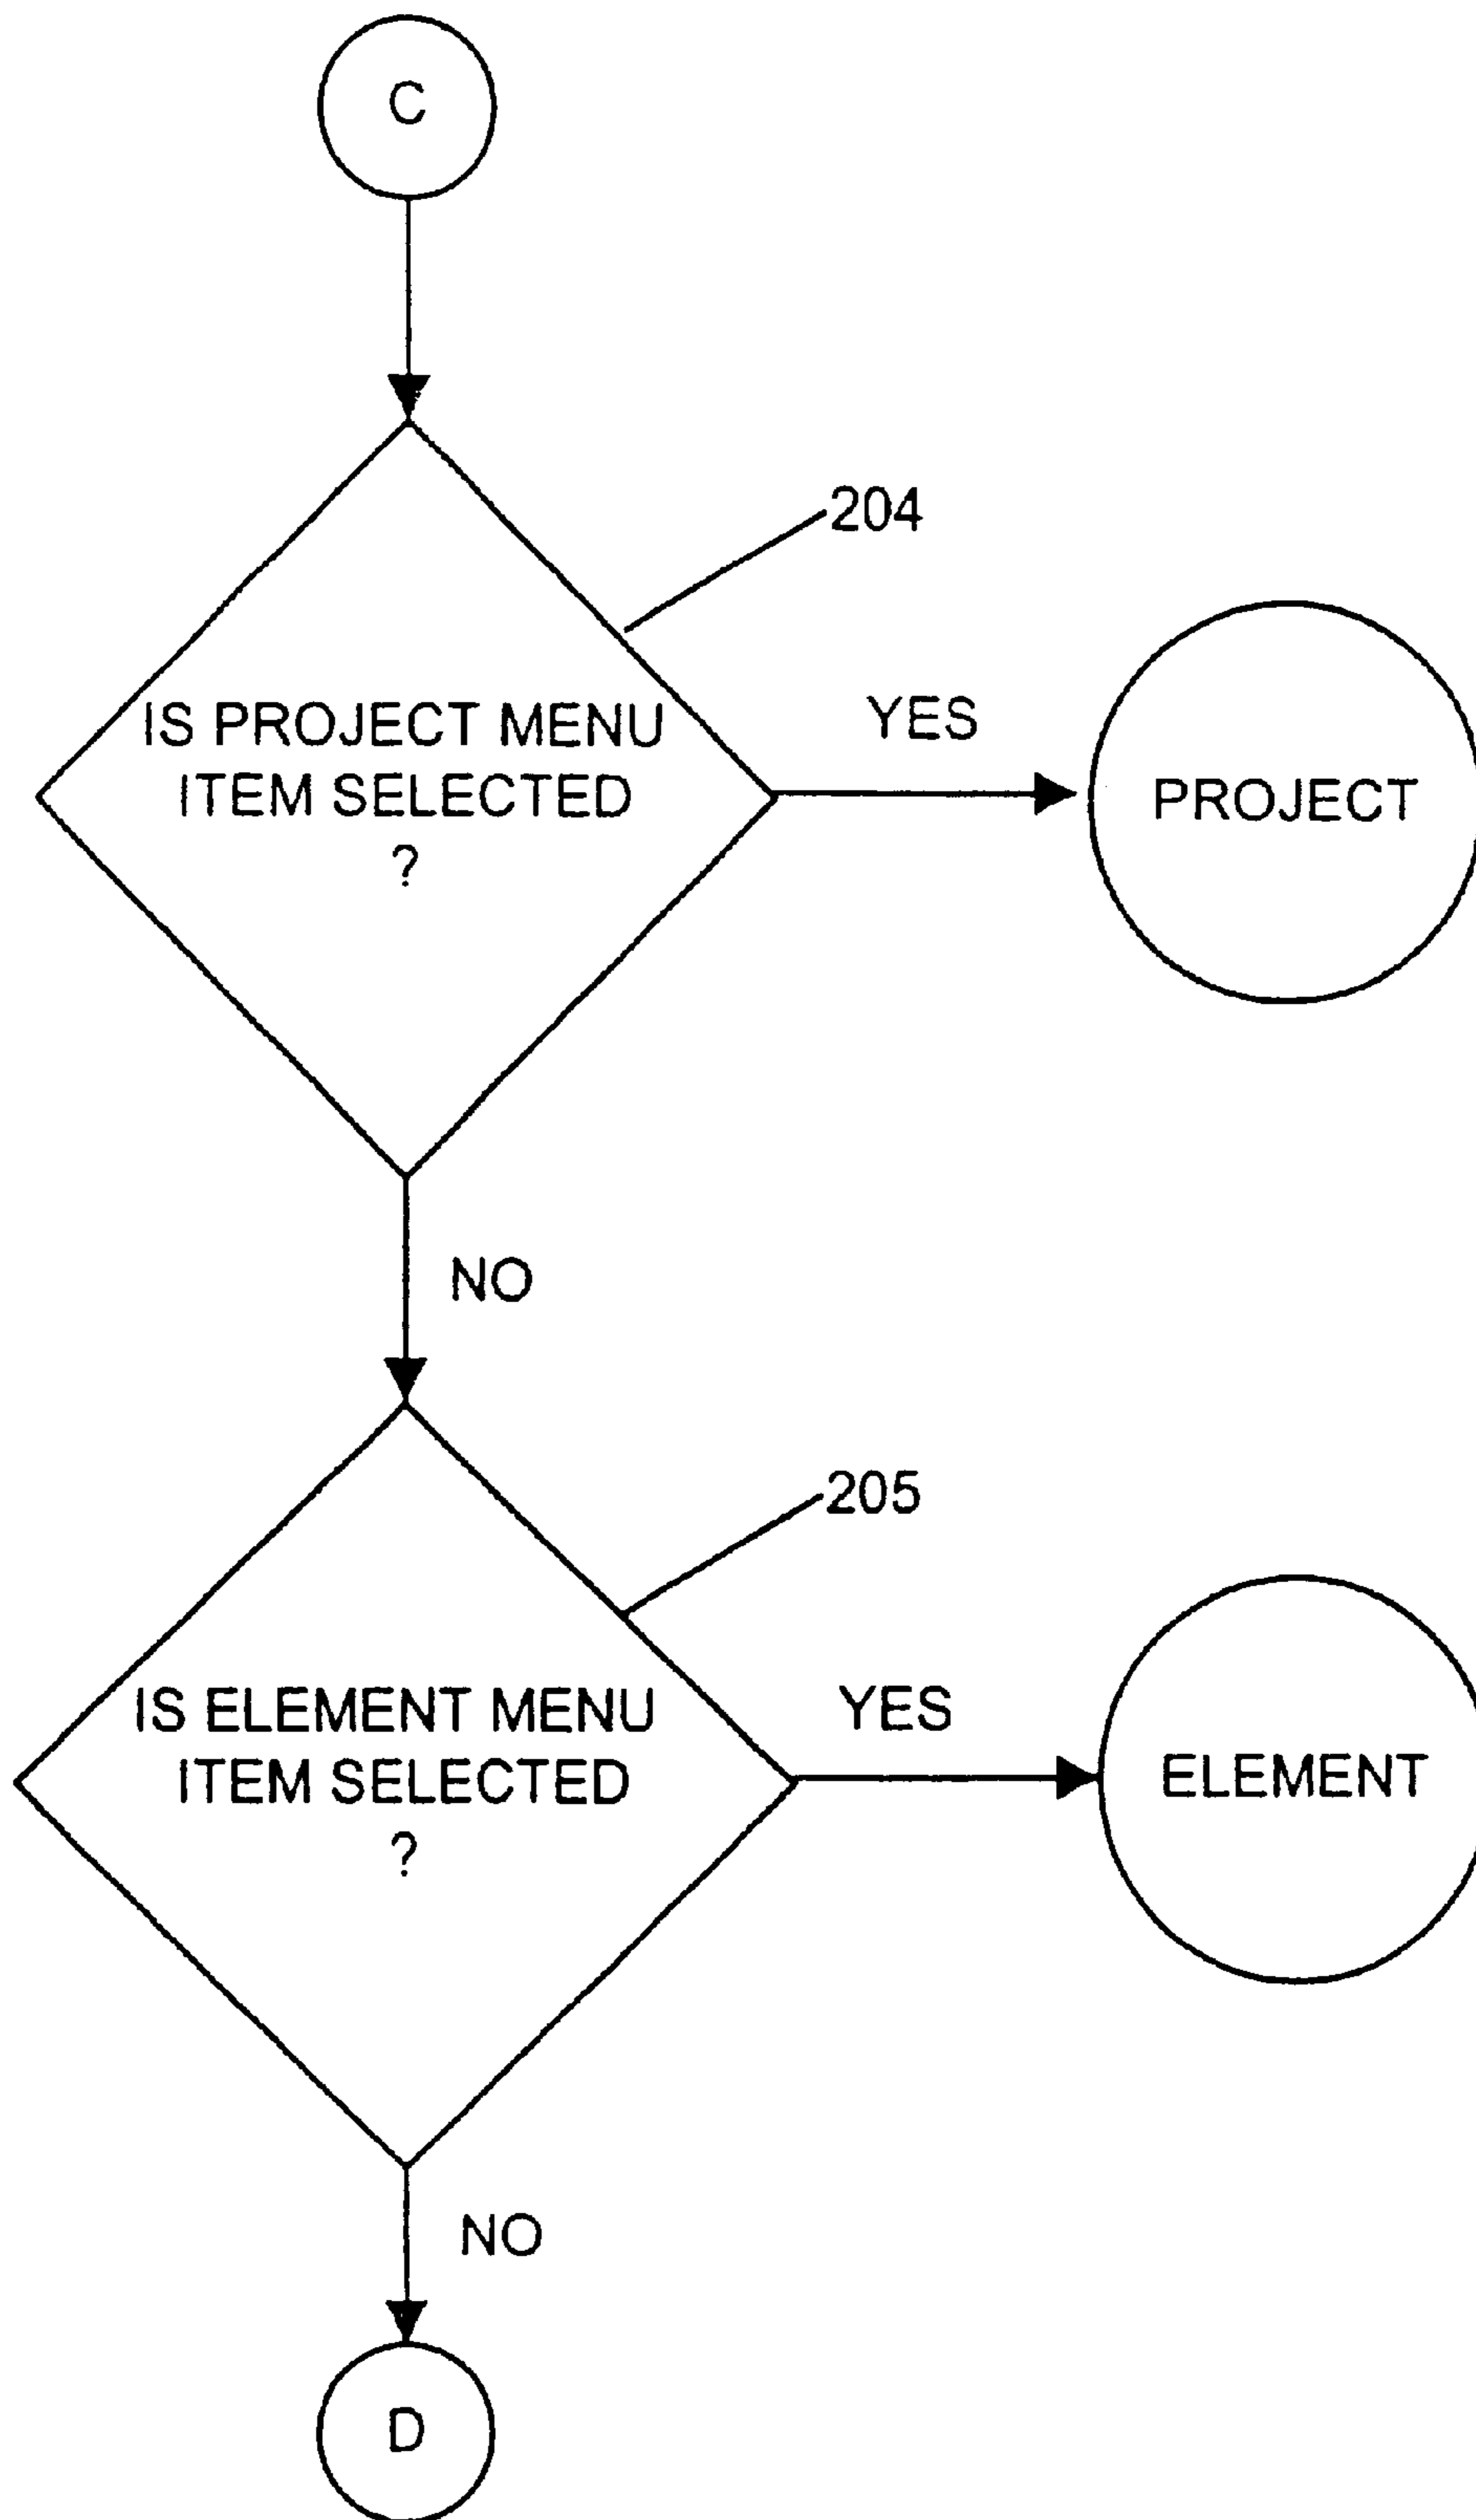 C
204
IS PROJECT MENU
ITEM SELECTED
?
YES
PROJECT
NO
205
IS ELEMENT MENU
ITEM SELECTED
?
YES
ELEMENT
NO
D